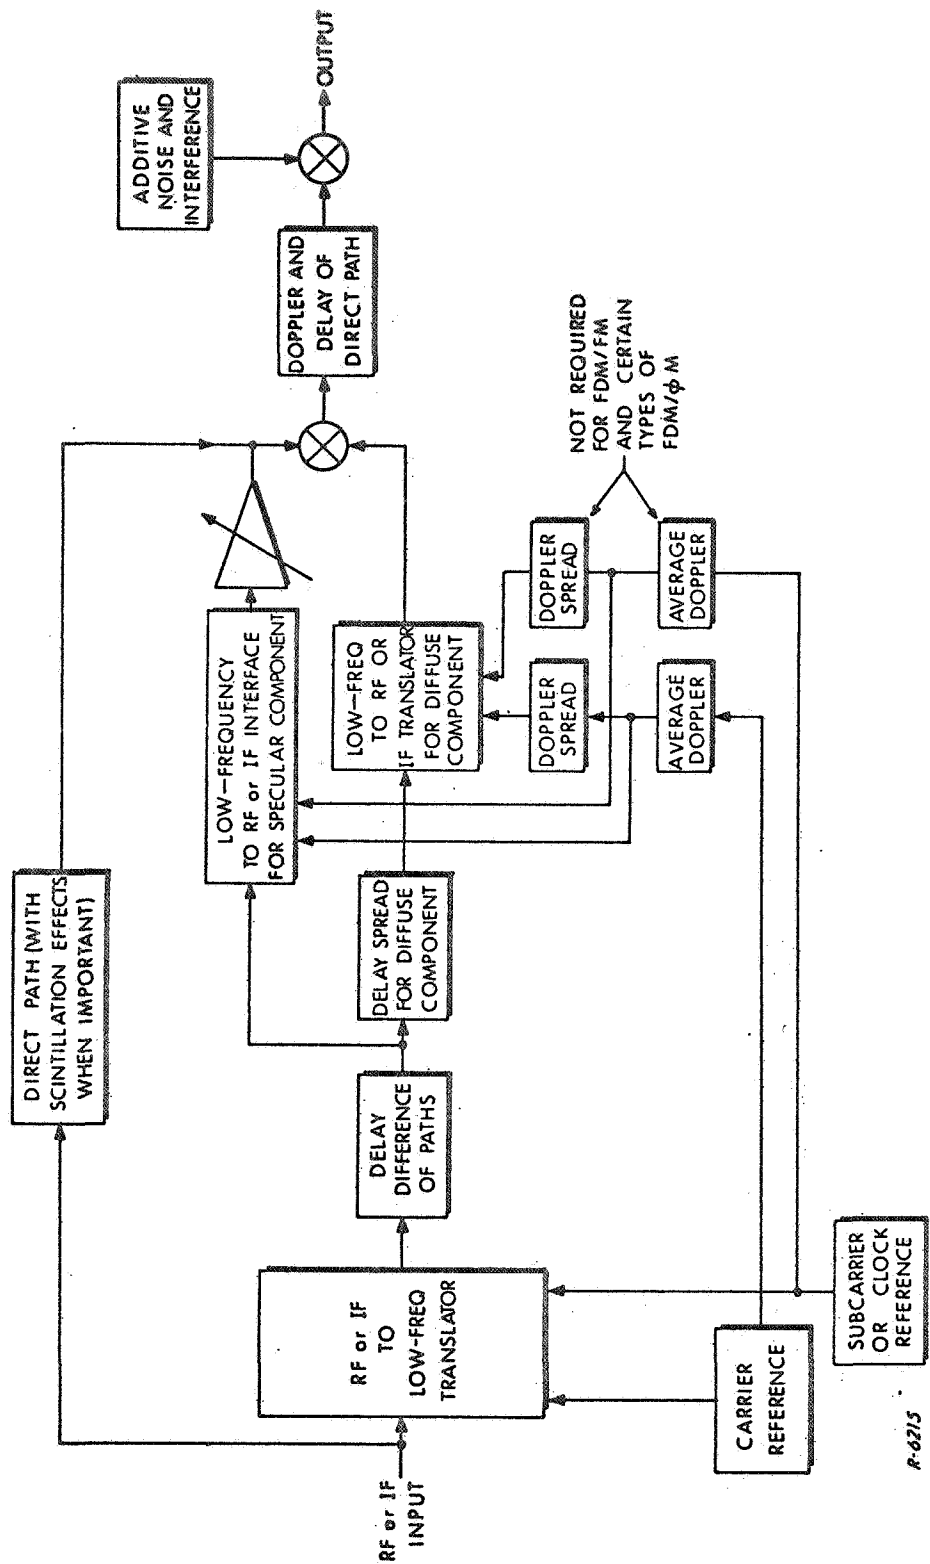 RF or IF
INPUT
DIRECT PATH (WITH
SCINTILLATION EFFECTS
WHEN IMPORTANT)
RF or IF
TO
LOW-FREQ
TRANSLATOR
CARRIER
REFERENCE
SUBCARRIER
OR CLOCK
REFERENCE
DELAY
DIFFERENCE
OF PATHS
DELAY SPREAD
FOR DIFFUSE
COMPONENT
LOW-FREQUENCY
TO RF or IF INTERFACE
FOR SPECULAR COMPONENT
LOW-FREQ
TO RF OR
IF TRANSLATOR
FOR DIFFUSE
COMPONENT
DOPPLER
SPREAD
AVERAGE
DOPPLER
DOPPLER
SPREAD
AVERAGE
DOPPLER
NOT REQUIRED
FOR FDM/FM
AND CERTAIN
TYPES OF
FDM/ϕM
DOPPLER AND
DELAY OF
DIRECT PATH
ADDITIVE
NOISE AND
INTERFERENCE
OUTPUT
R-6215